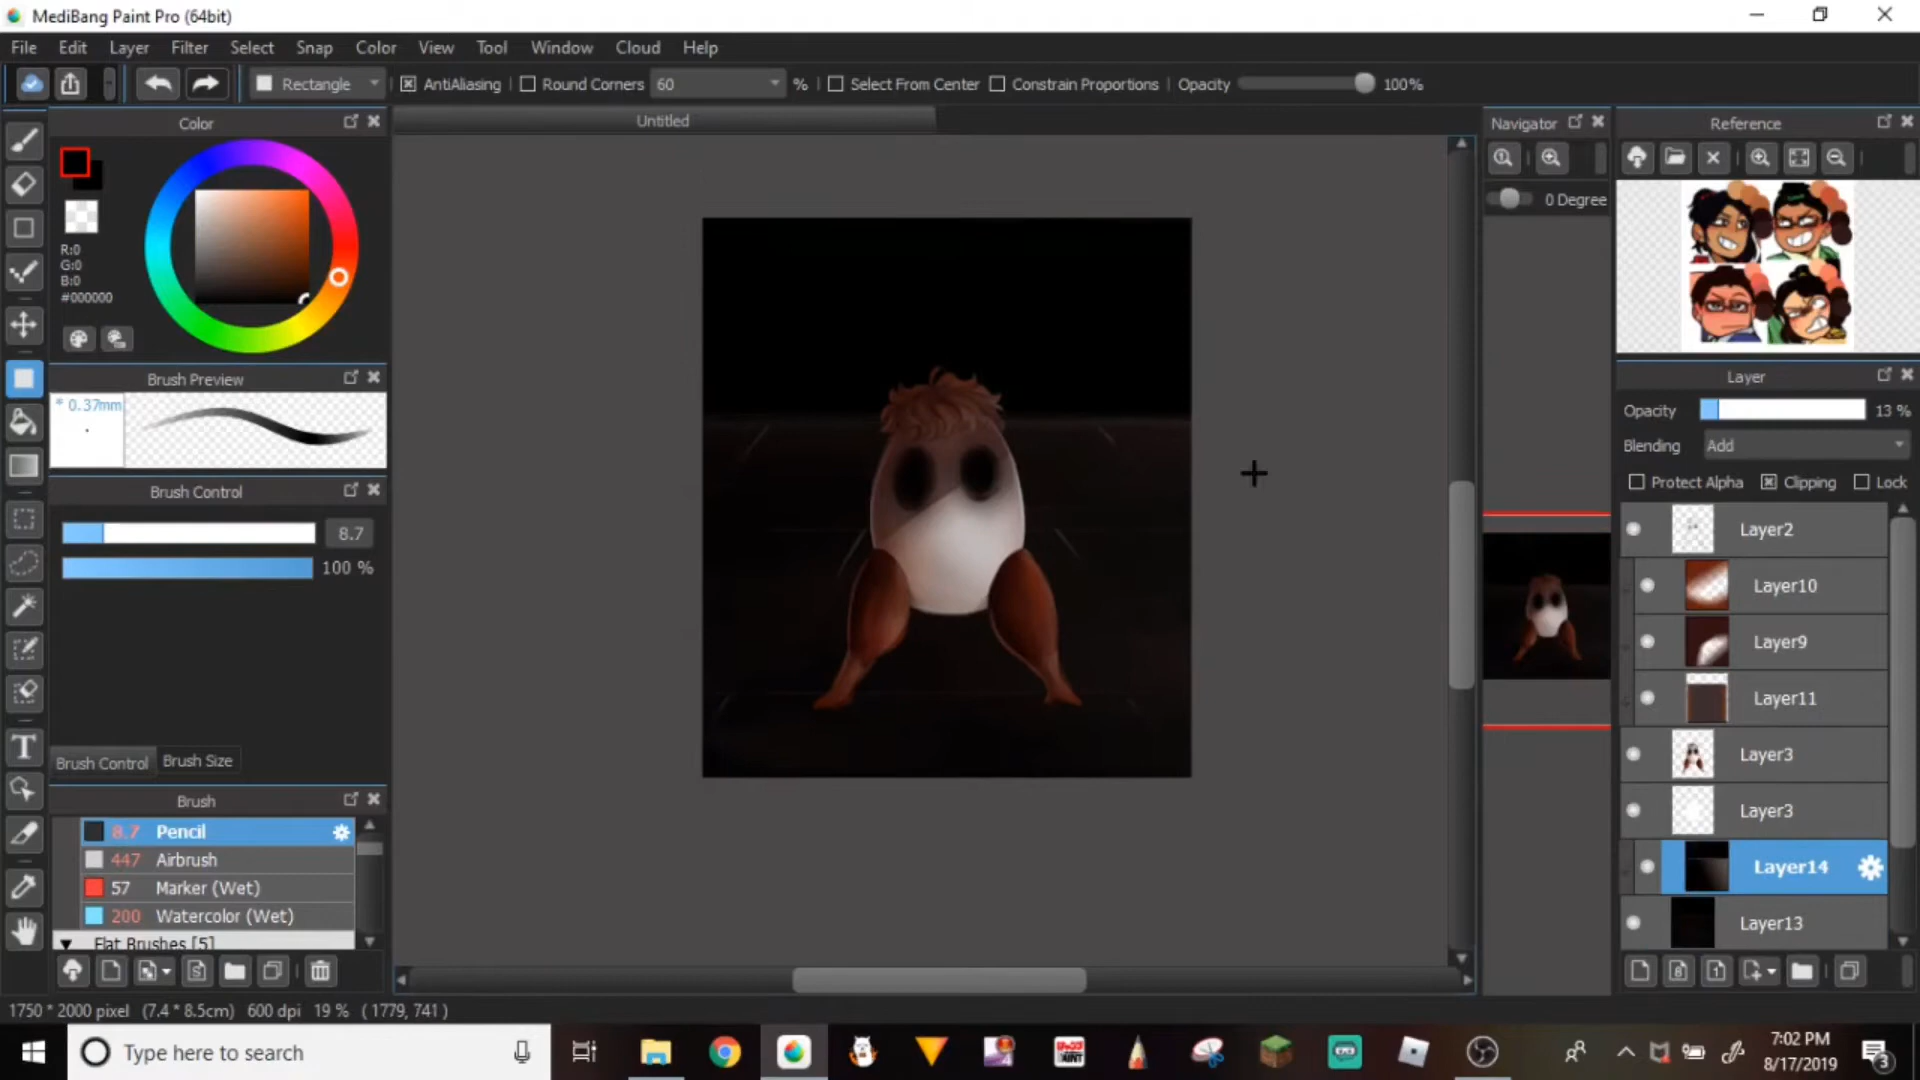 MediBang Paint Pro (64bit)
File Edit Layer Filter Select Snap Color View Tool Window Cloud Help
Rectangle AntiAliasing Round Corners 60 % Select From Center Constrain Proportions Opacity 100%
Color
Untitled
Navigator
Reference
R:0
G:0
B:0
#000000
0 Degree
Brush Preview
* 0.37mm
Layer
Opacity 13 %
Blending Add
Protect Alpha Clipping Lock
Brush Control
8.7
100 %
Layer2
Layer10
Layer9
Layer11
Layer3
Layer3
Layer14
Layer13
Brush Control Brush Size
Brush
8.7 Pencil
447 Airbrush
57 Marker (Wet)
200 Watercolor (Wet)
Flat Brushes [5]
1750 * 2000 pixel (7.4 * 8.5cm) 600 dpi 19 % ( 1779, 741 )
Type here to search
7:02 PM
8/17/2019
3